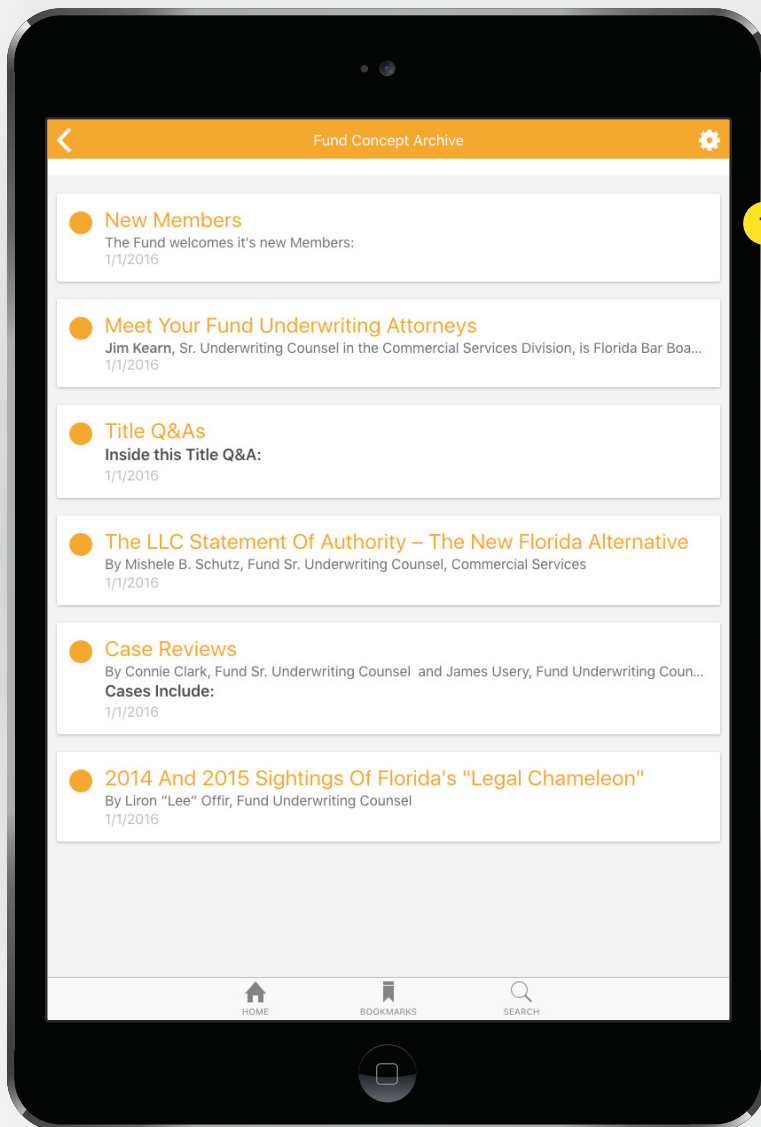 Fund Concept Archive
New Members
The Fund welcomes it's new Members:
1/1/2016
Meet Your Fund Underwriting Attorneys
Jim Kearn, Sr. Underwriting Counsel in the Commercial Services Division, is Florida Bar Boa...
1/1/2016
Title Q&As
Inside this Title Q&A:
1/1/2016
The LLC Statement Of Authority – The New Florida Alternative
By Mishele B. Schutz, Fund Sr. Underwriting Counsel, Commercial Services
1/1/2016
Case Reviews
By Connie Clark, Fund Sr. Underwriting Counsel  and James Usery, Fund Underwriting Coun...
Cases Include:
1/1/2016
2014 And 2015 Sightings Of Florida's "Legal Chameleon"
By Liron “Lee” Offir, Fund Underwriting Counsel
1/1/2016
HOME BOOKMARKS SEARCH